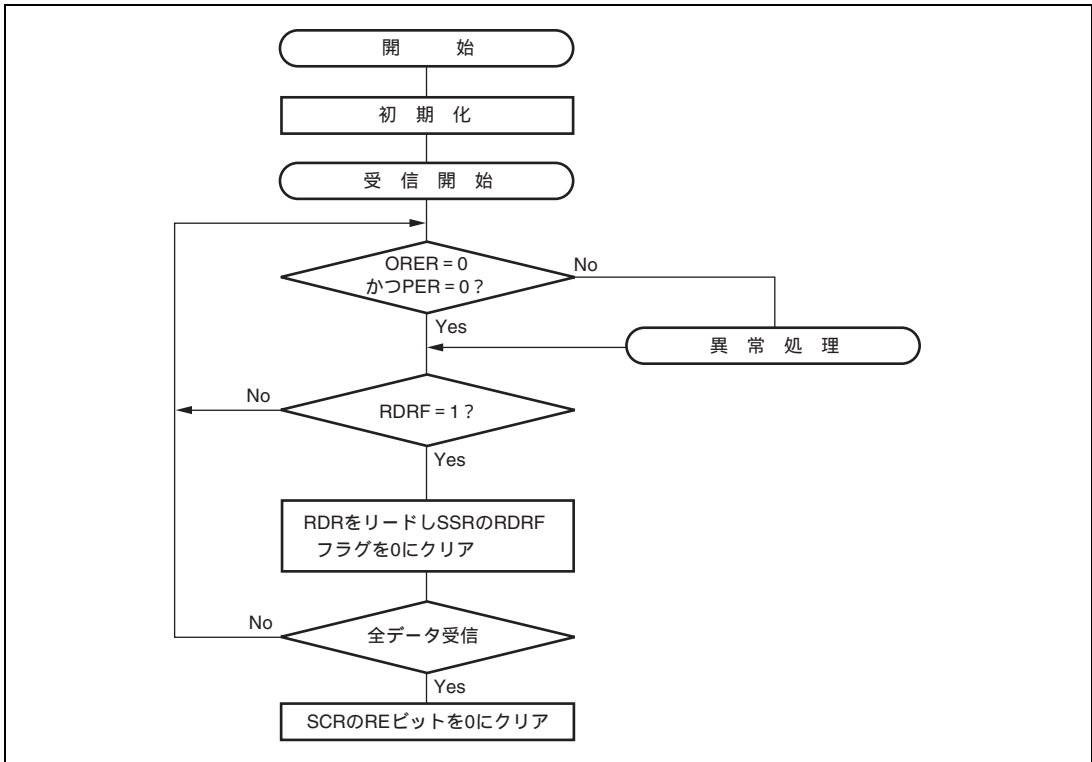 開 始
初 期 化
受 信 開 始
ORER = 0
かつPER = 0 ?
No
Yes
異 常 処 理
No
RDRF = 1 ?
Yes
RDRをリードしSSRのRDRF
フラグを0にクリア
No
全データ受信
Yes
SCRのREビットを0にクリア